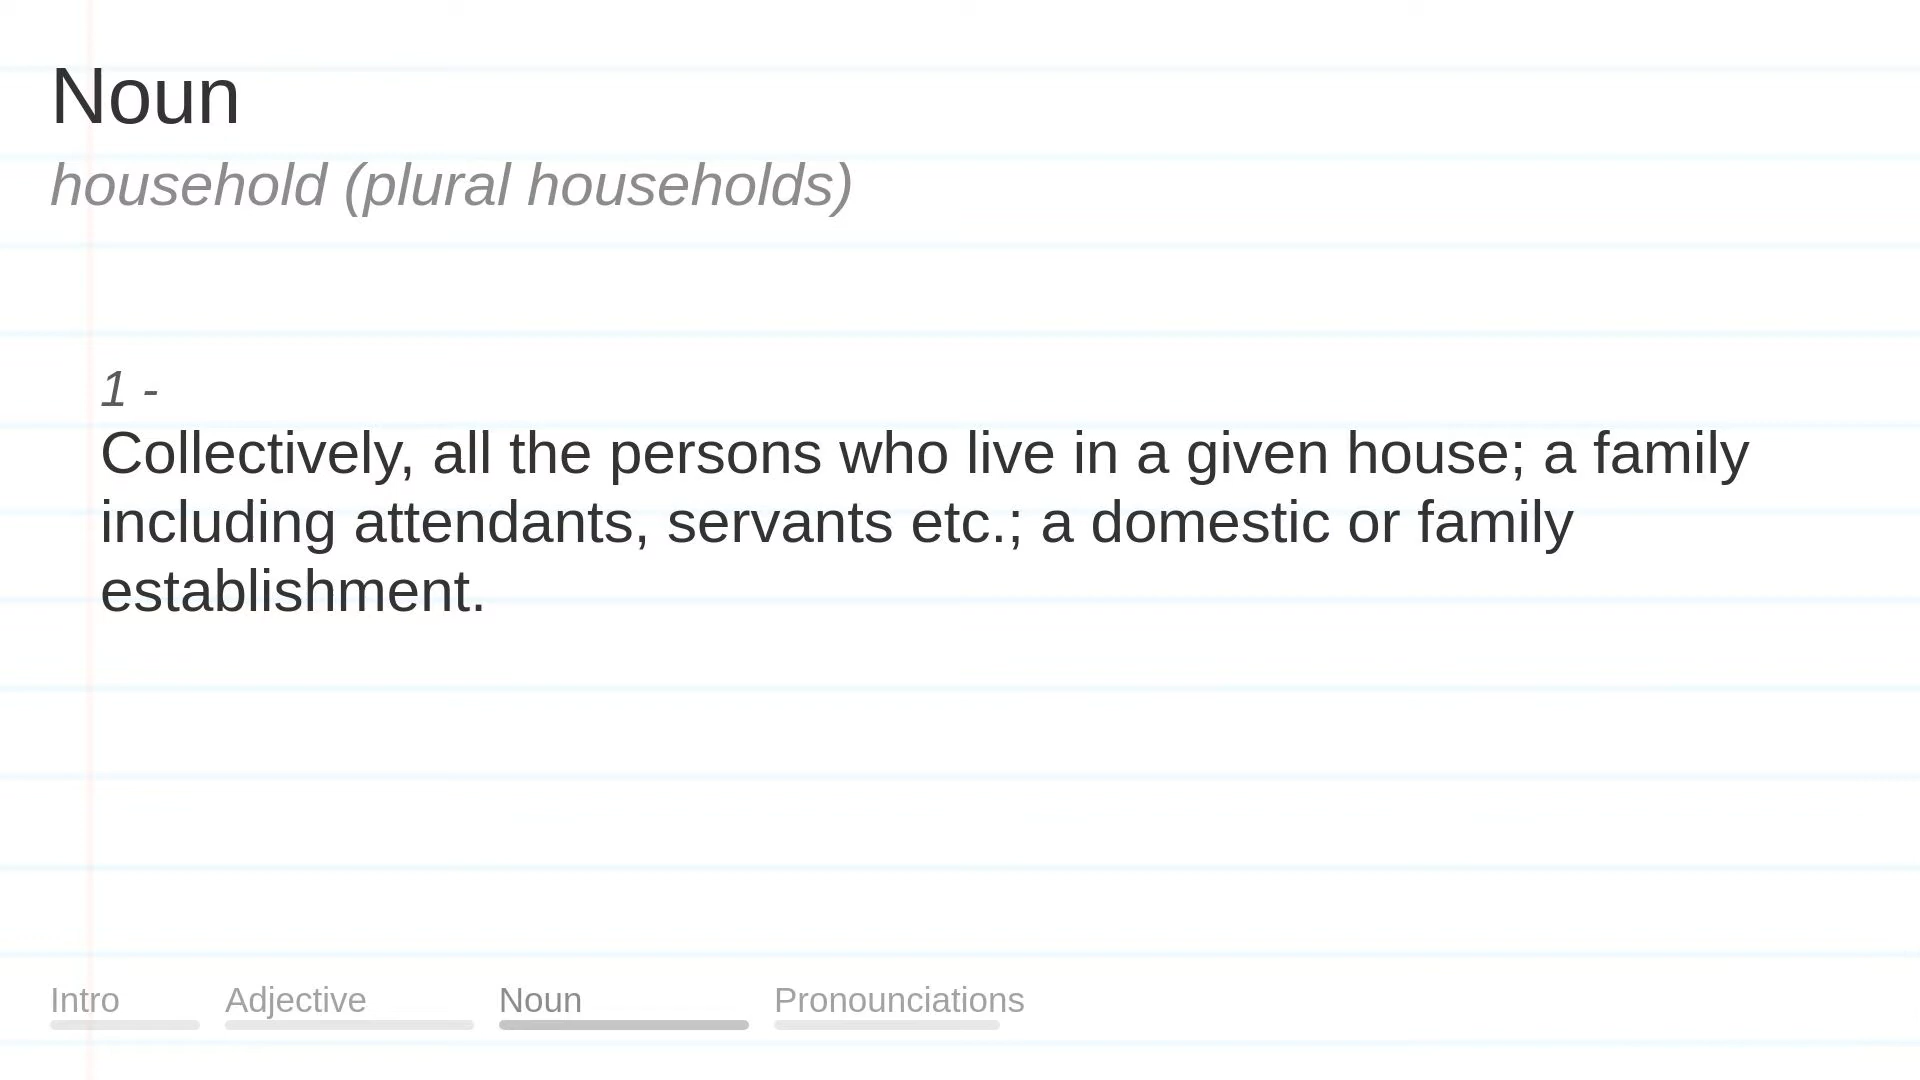 Noun
household (plural households)
1 -
Collectively, all the persons who live in a given house; a family
including attendants, servants etc.; a domestic or family
establishment.
Intro Adjective Noun Pronounciations